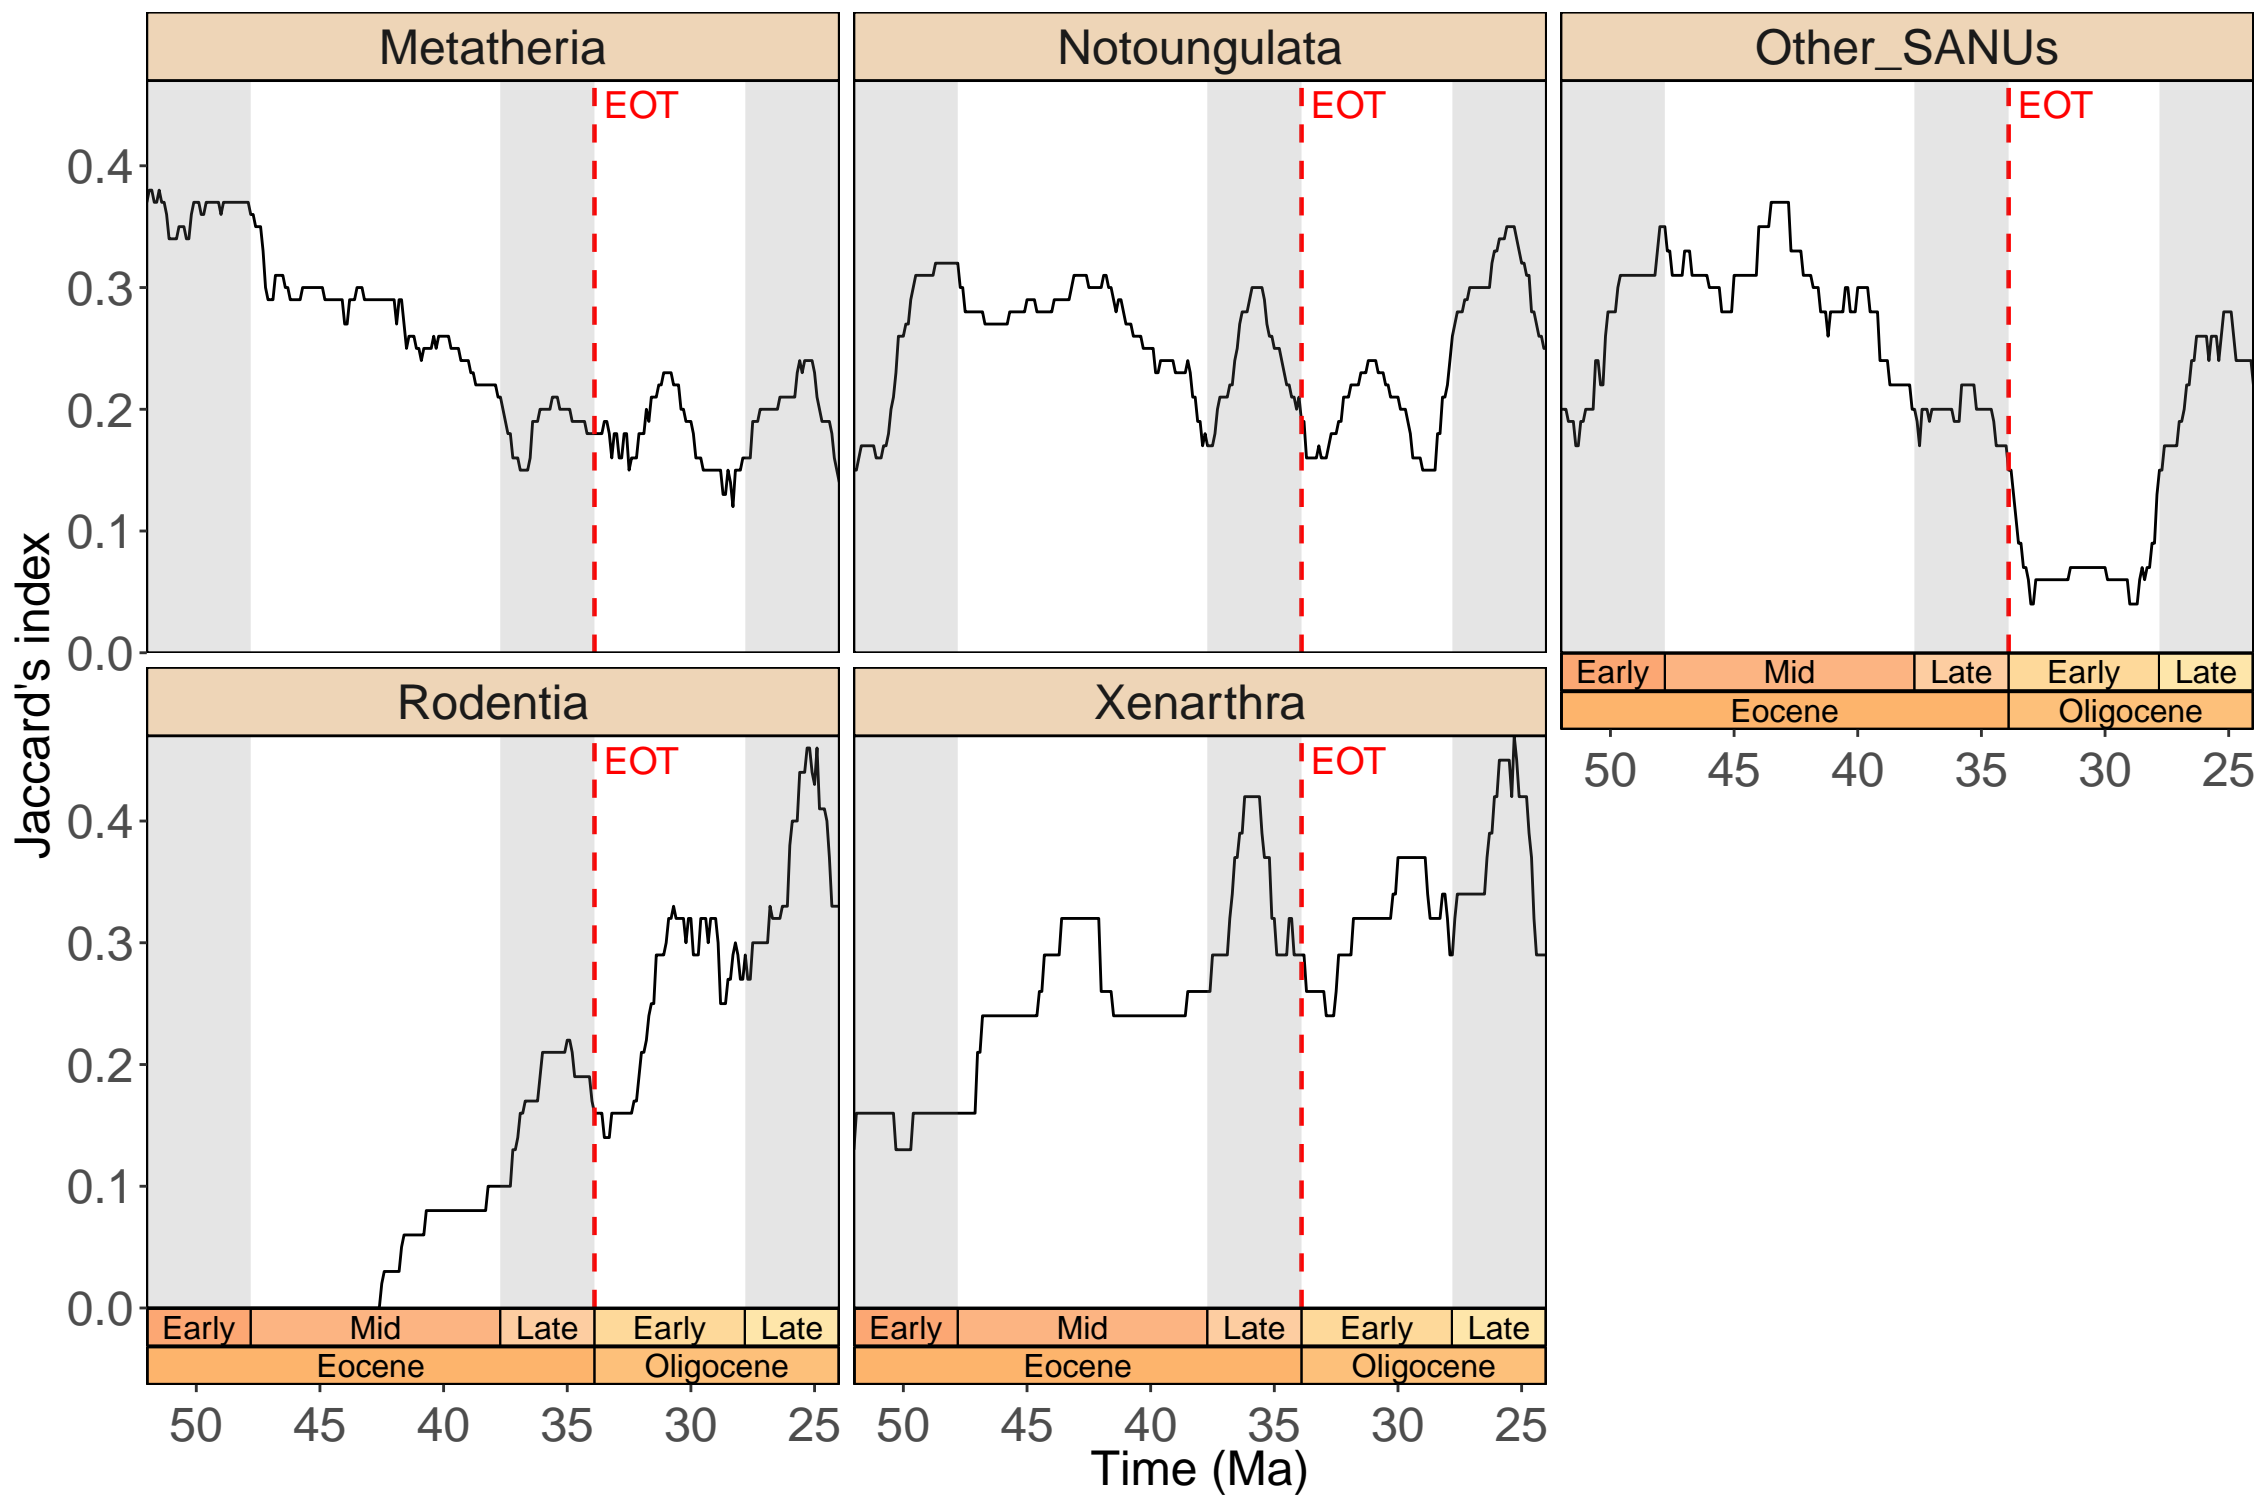 Metatheria
Notoungulata
Other_SANUs
EOT
EOT
EOT
0.4
0.3
0.2
0.1
0.0
Early Mid Late Early Late
Eocene Oligocene
50 45 40 35 30 25
Rodentia
Xenarthra
EOT
EOT
0.4
0.3
0.2
0.1
0.0
Early Mid Late Early Late
Early Mid Late Early Late
Eocene Oligocene
Eocene Oligocene
50 45 40 35 30 25
50 45 40 35 30 25
Jaccard's index
Time (Ma)